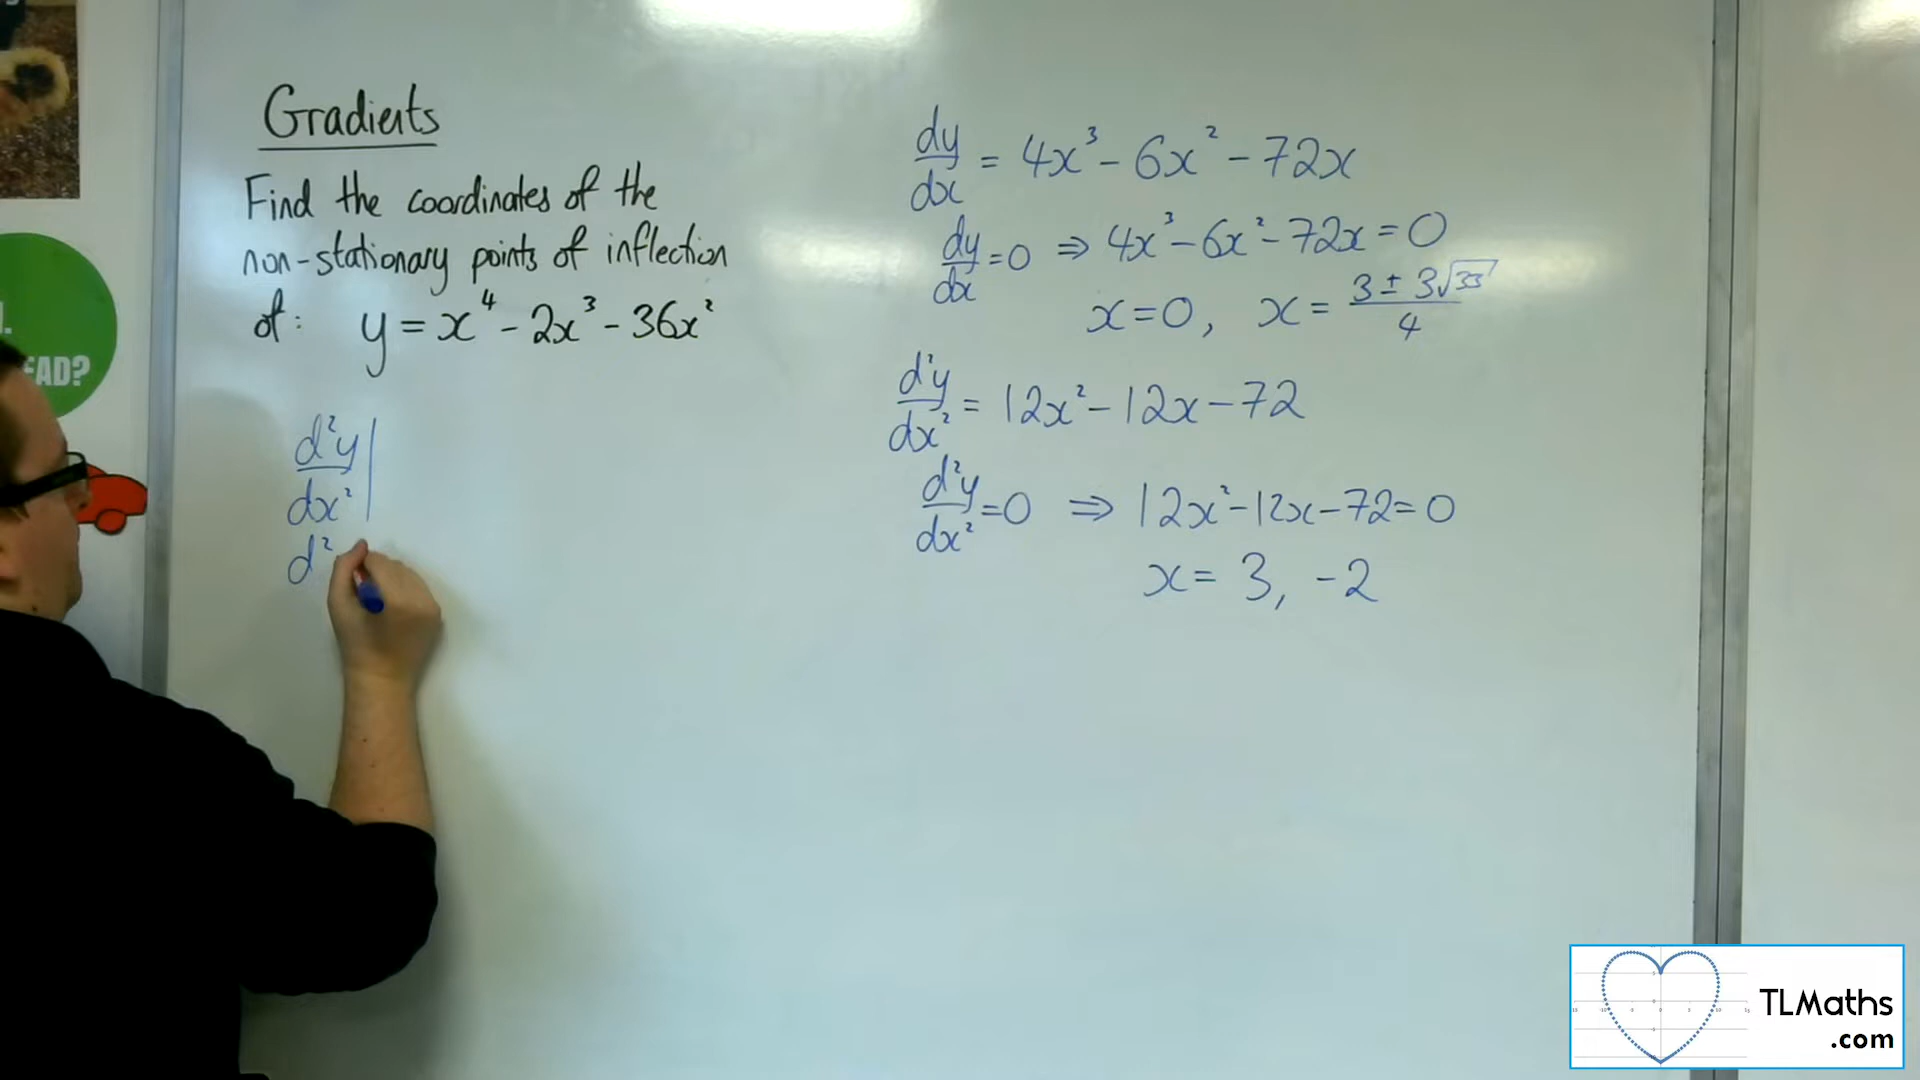 Gradients
Find the coordinates of the
non-stationary points of inflection
of: y = x⁴ - 2x³ - 36x²
d²y
dx²
d²
dy/dx = 4x³ - 6x² - 72x
dy/dx = 0 ⇒ 4x³ - 6x² - 72x = 0
x = 0, x = (3 ± 3√33)/4
d²y/dx² = 12x² - 12x - 72
d²y/dx² = 0 ⇒ 12x² - 12x - 72 = 0
x = 3, -2
EAD?
TLMaths
.com